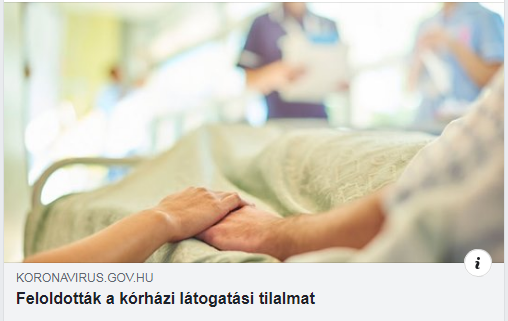 KORONAVIRUS.GOV.HU
Feloldották a kórházi látogatási tilalmat